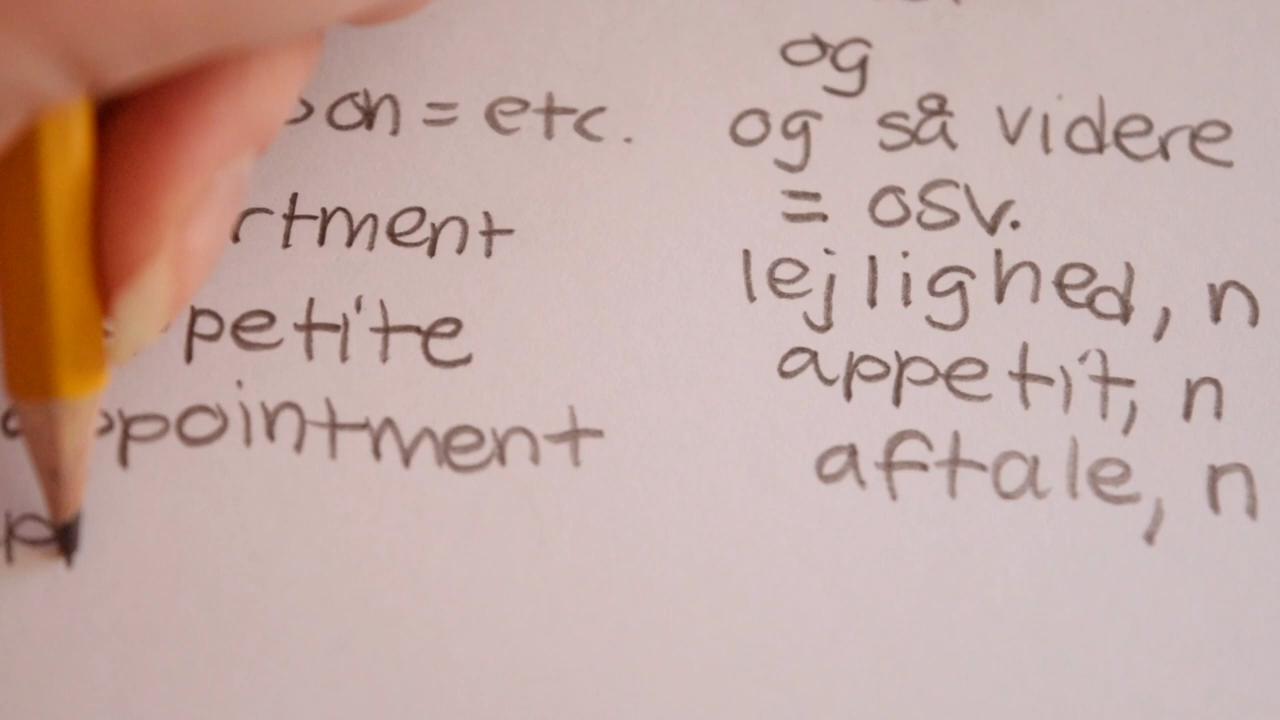 og
on = etc. og så videre
= osv.
rtment lejlighed, n
petite appetit, n
ppointment aftale, n
p